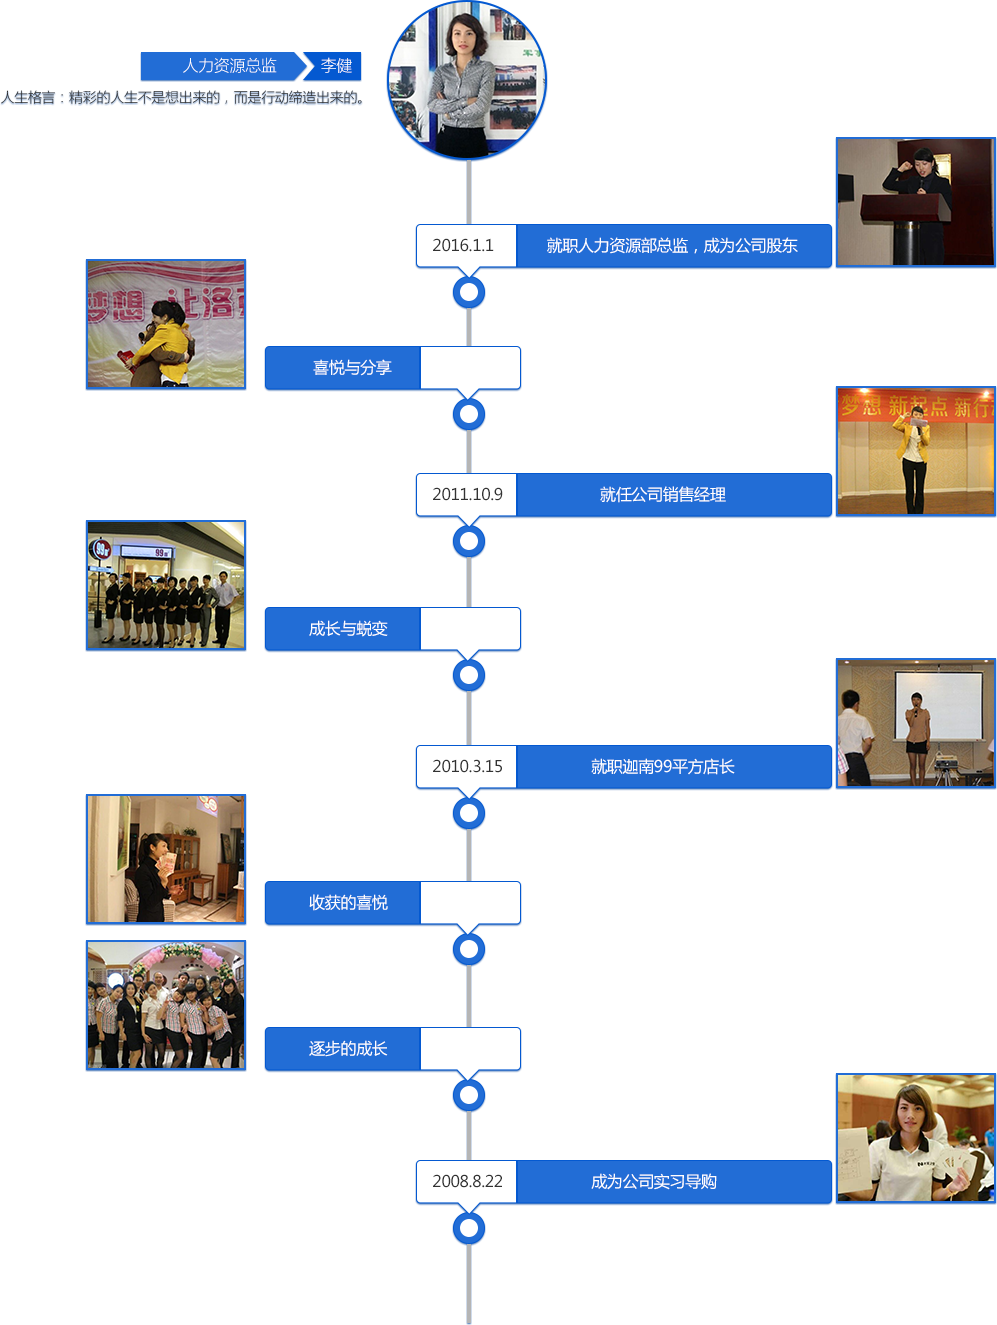 人力资源总监 李健
人生格言：精彩的人生不是想出来的，而是行动缔造出来的。
2016.1.1 就职人力资源部总监，成为公司股东
梦想 让洛
喜悦与分享
梦想 新起点 新行
2011.10.9 就任公司销售经理
99 99
成长与蜕变
2010.3.15 就职迦南99平方店长
收获的喜悦
逐步的成长
2008.8.22 成为公司实习导购